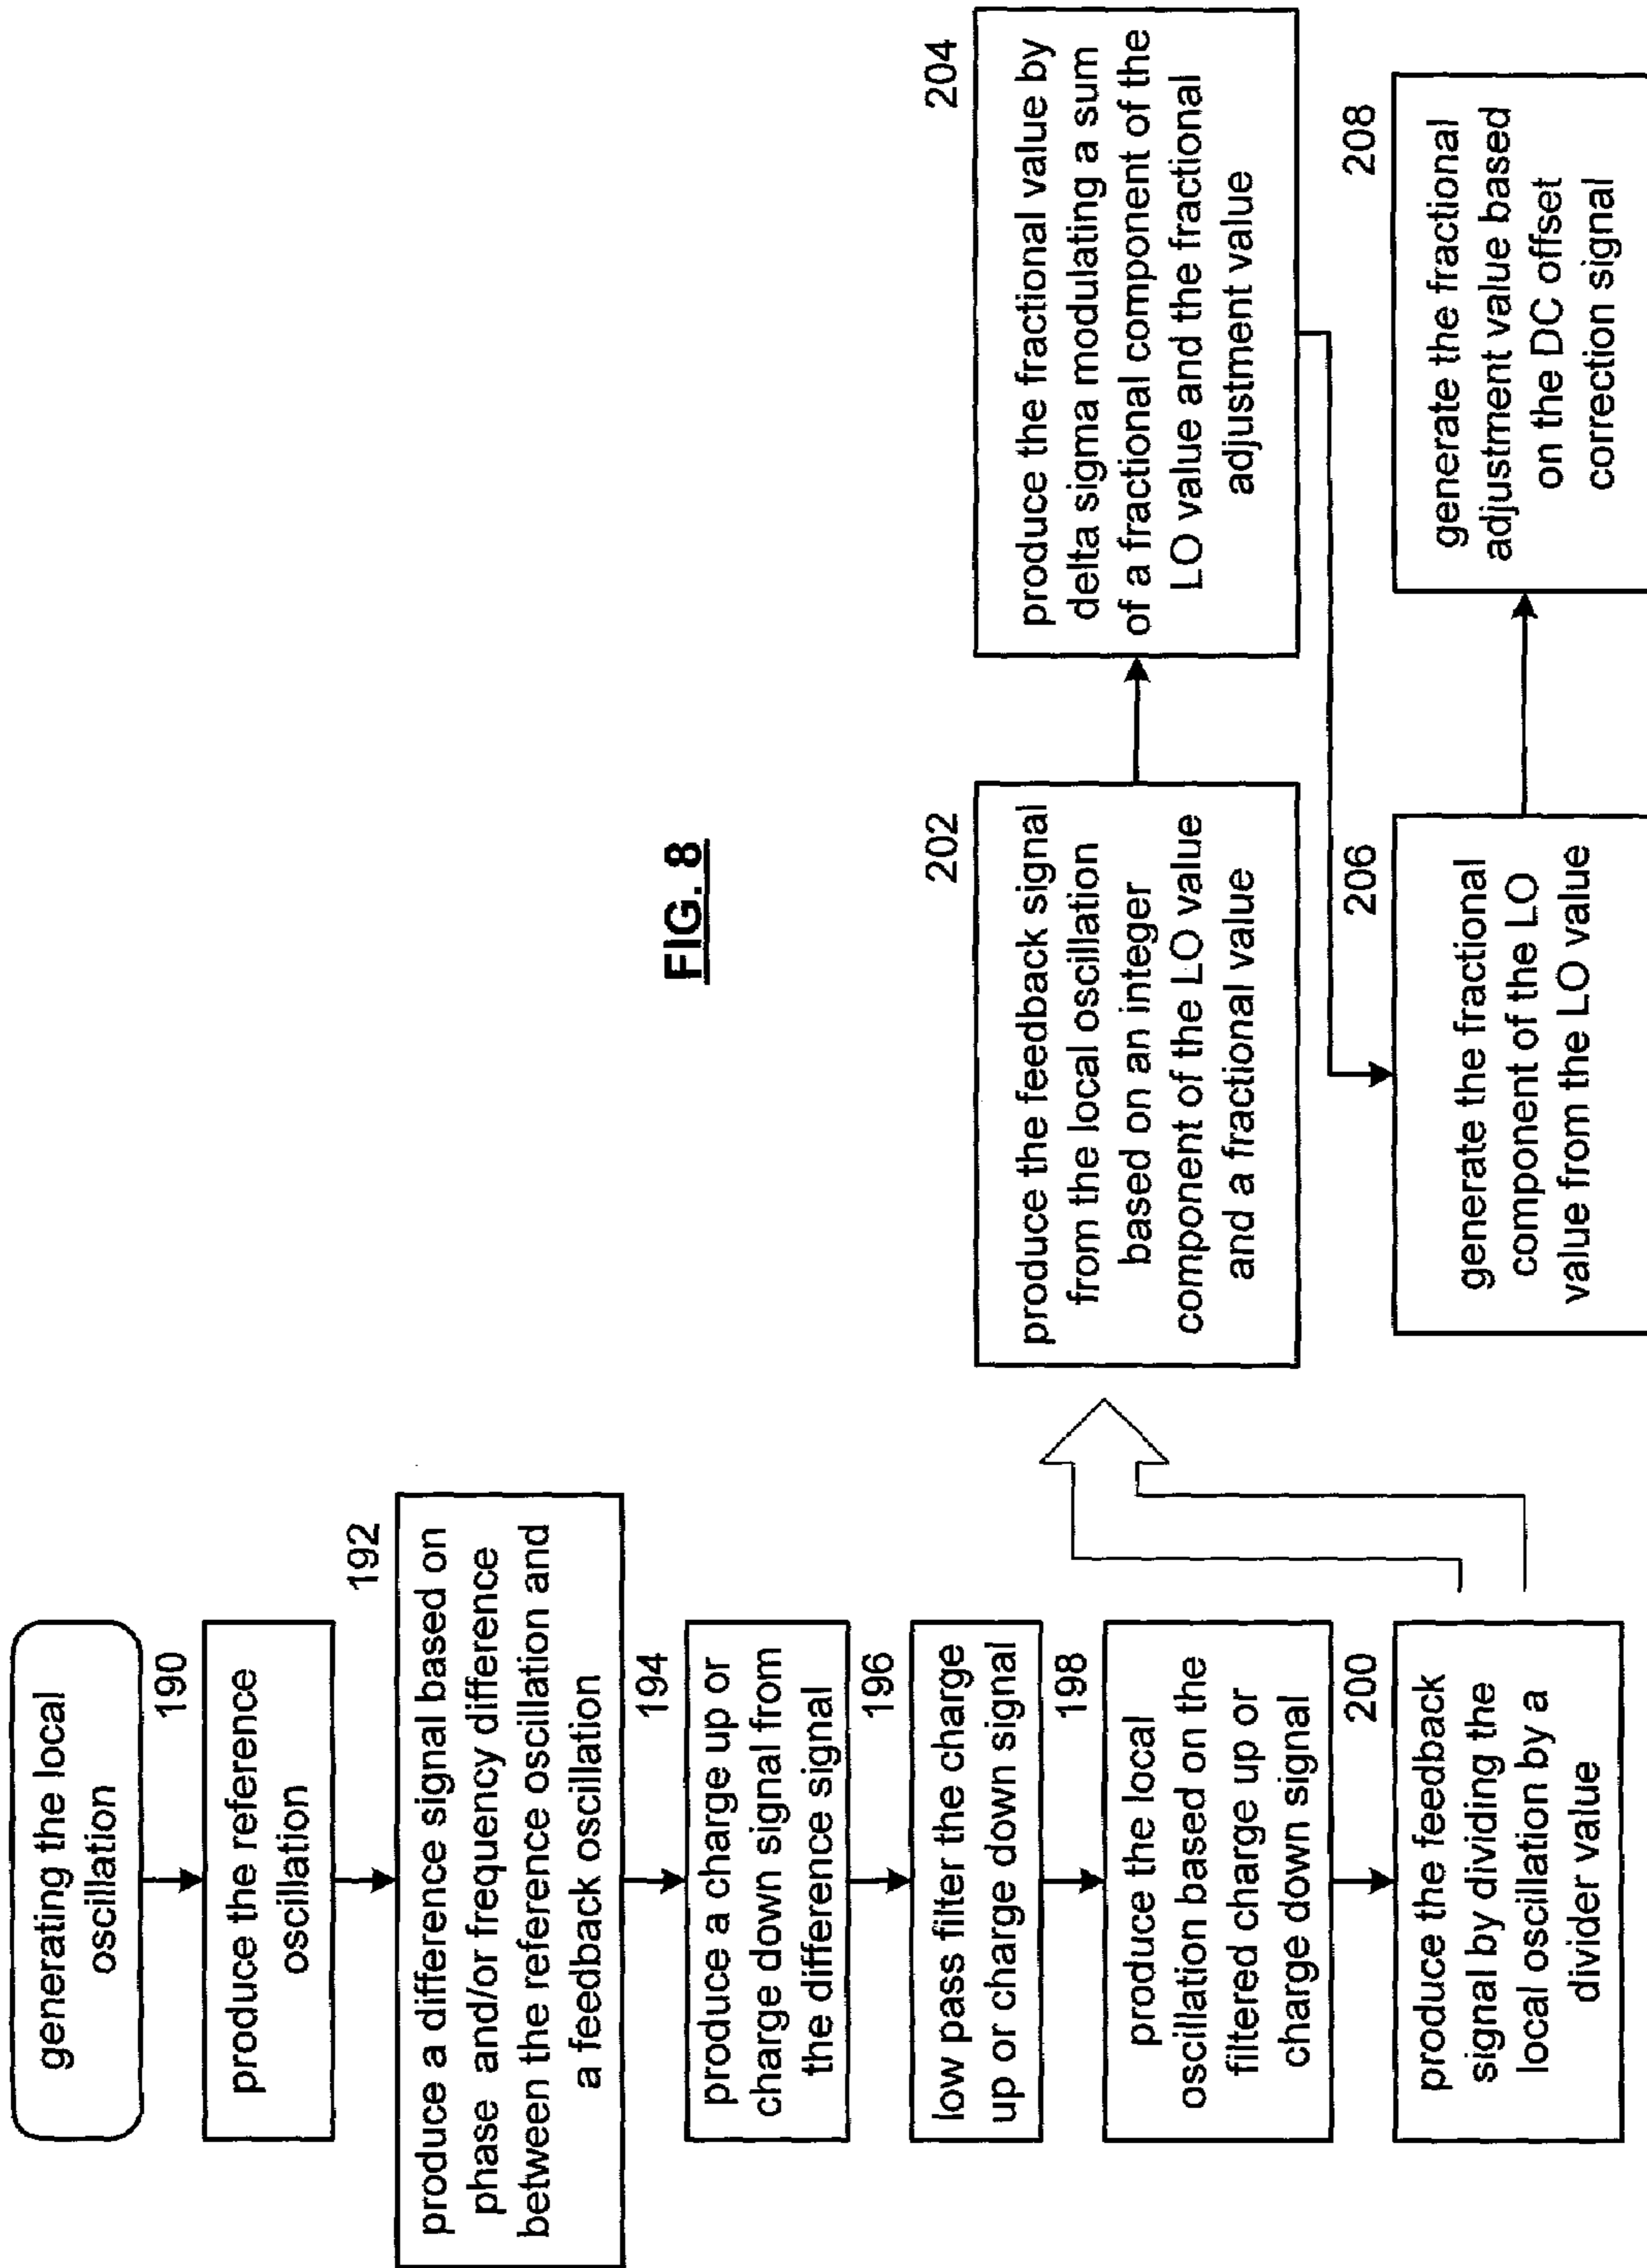 generating the local
oscillation
190
produce the reference
oscillation
192
produce a difference signal based on
phase and/or frequency difference
between the reference oscillation and
a feedback oscillation
194
produce a charge up or
charge down signal from
the difference signal
196
low pass filter the charge
up or charge down signal
198
produce the local
oscillation based on the
filtered charge up or
charge down signal
200
produce the feedback
signal by dividing the
local oscillation by a
divider value
FIG. 8
202
produce the feedback signal
from the local oscillation
based on an integer
component of the LO value
and a fractional value
204
produce the fractional value by
delta sigma modulating a sum
of a fractional component of the
LO value and the fractional
adjustment value
206
generate the fractional
component of the LO
value from the LO value
208
generate the fractional
adjustment value based
on the DC offset
correction signal